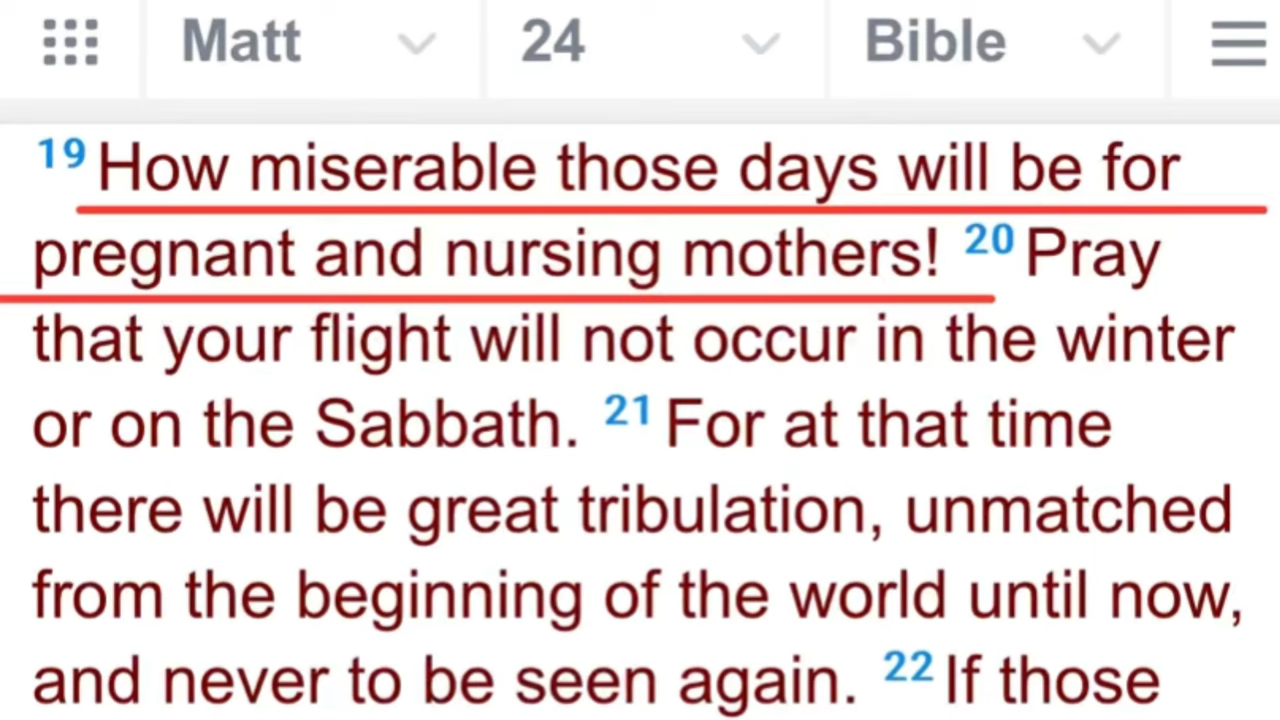 Matt 24 Bible
19 How miserable those days will be for
pregnant and nursing mothers! 20 Pray
that your flight will not occur in the winter
or on the Sabbath. 21 For at that time
there will be great tribulation, unmatched
from the beginning of the world until now,
and never to be seen again. 22 If those